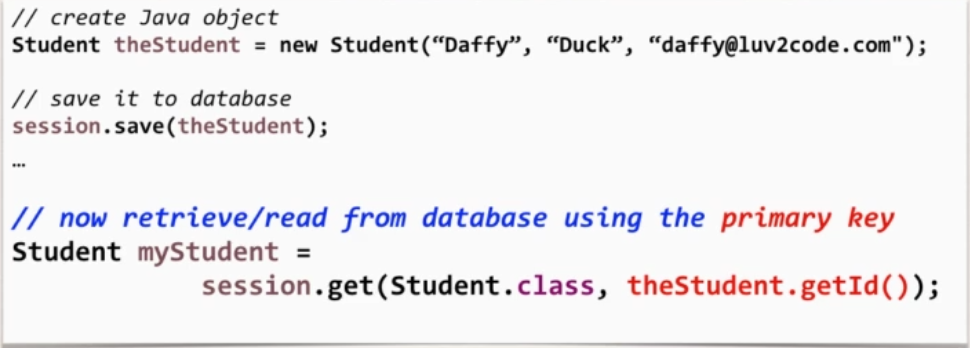 // create Java object
Student theStudent = new Student(“Daffy”, “Duck”, “daffy@luv2code.com");
// save it to database
session.save(theStudent);
…
// now retrieve/read from database using the primary key
Student myStudent =
session.get(Student.class, theStudent.getId());